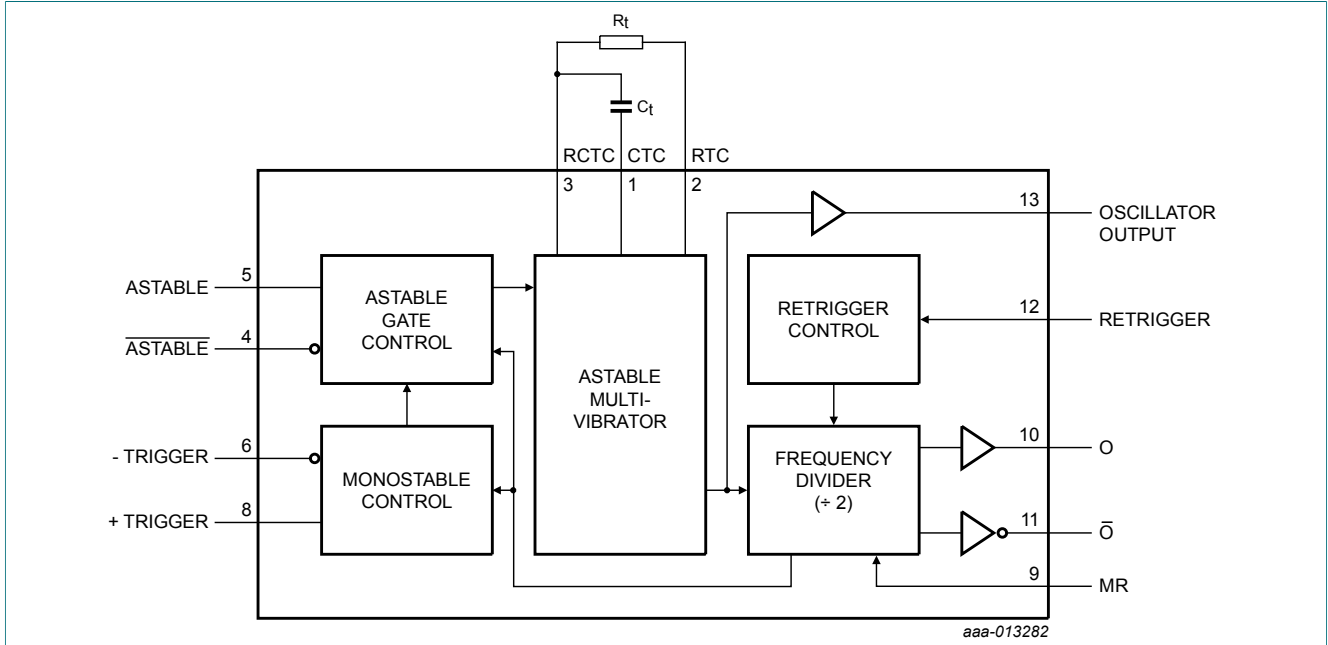 Rt
Ct
RCTC CTC RTC
3 1 2
13
OSCILLATOR
OUTPUT
5
ASTABLE
ASTABLE
GATE
CONTROL
4
A̅S̅T̅A̅B̅L̅E̅
ASTABLE
MULTI-
VIBRATOR
RETRIGGER
CONTROL
12
RETRIGGER
6
- TRIGGER
8
+ TRIGGER
MONOSTABLE
CONTROL
FREQUENCY
DIVIDER
(÷ 2)
10
O
11
O̅
9
MR
aaa-013282